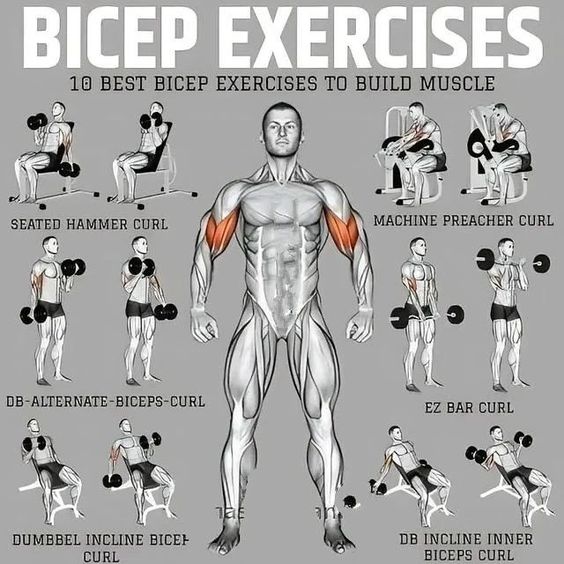 BICEP EXERCISES
10 BEST BICEP EXERCISES TO BUILD MUSCLE
SEATED HAMMER CURL
MACHINE PREACHER CURL
DB-ALTERNATE-BICEPS-CURL
EZ BAR CURL
DUMBBEL INCLINE BICEP
CURL
DB INCLINE INNER
BICEPS CURL